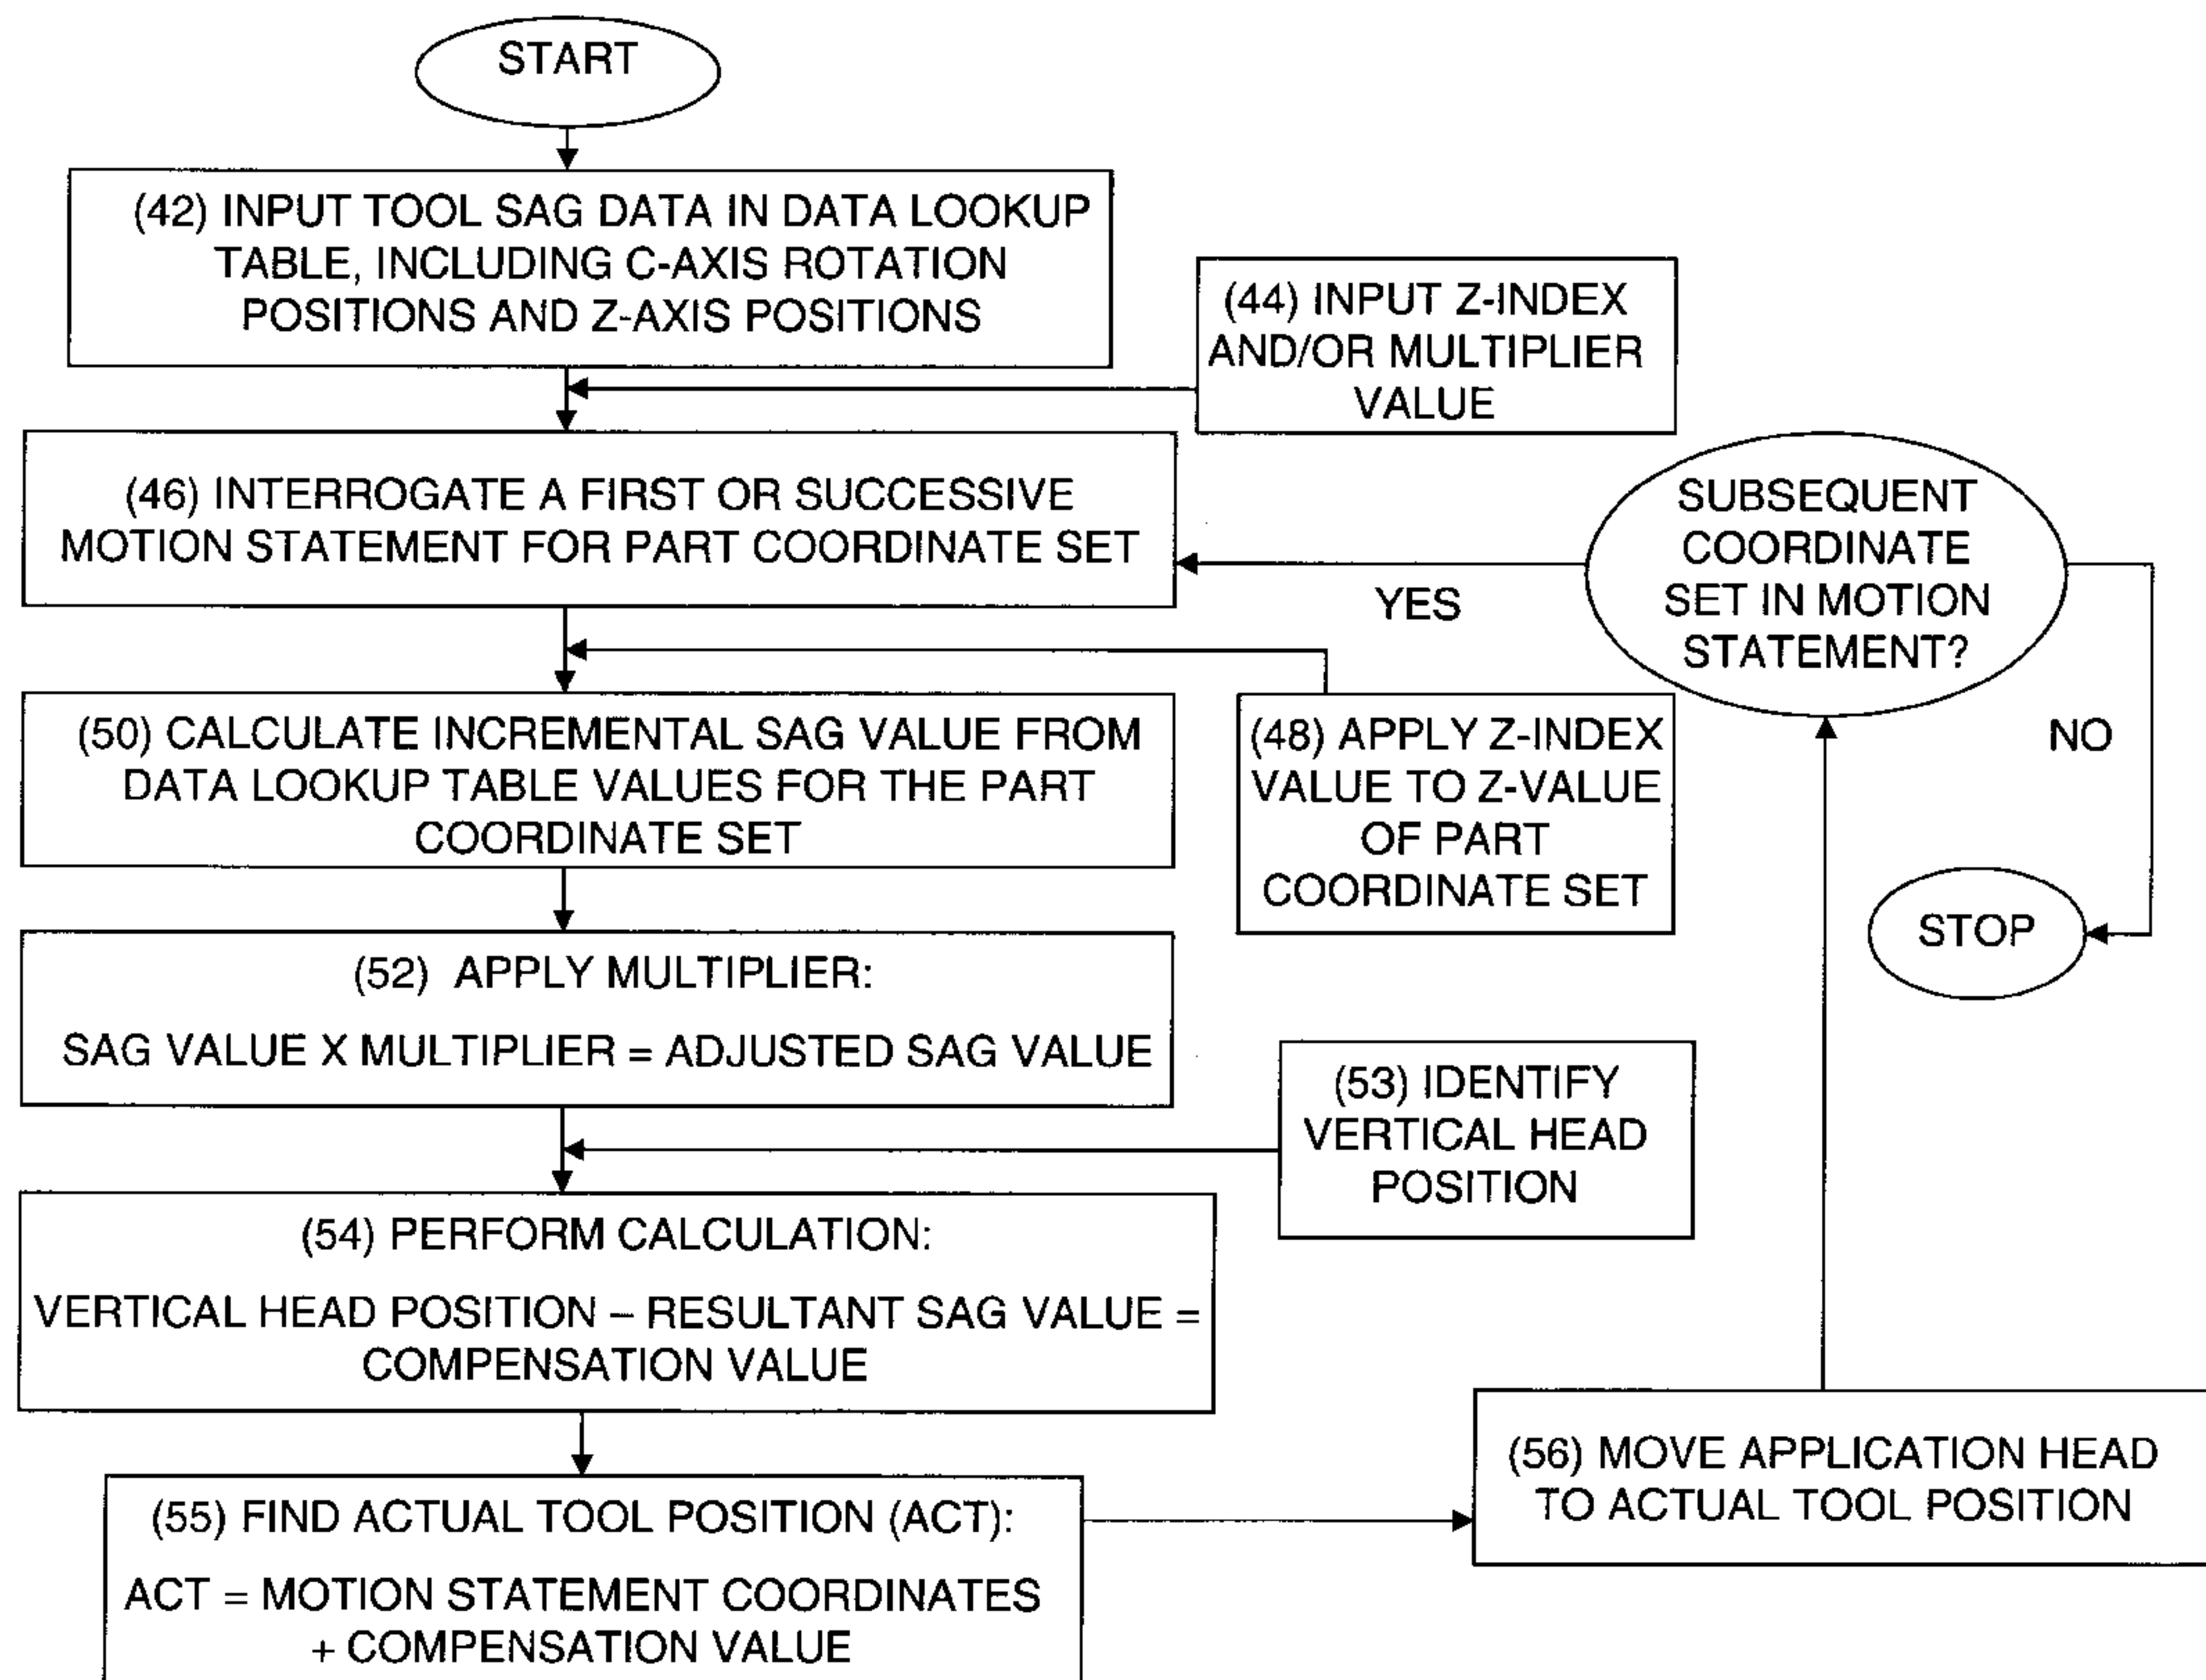 START
(42) INPUT TOOL SAG DATA IN DATA LOOKUP
TABLE, INCLUDING C-AXIS ROTATION
POSITIONS AND Z-AXIS POSITIONS
(44) INPUT Z-INDEX
AND/OR MULTIPLIER
VALUE
(46) INTERROGATE A FIRST OR SUCCESSIVE
MOTION STATEMENT FOR PART COORDINATE SET
SUBSEQUENT
COORDINATE
SET IN MOTION
STATEMENT?
YES
NO
(48) APPLY Z-INDEX
VALUE TO Z-VALUE
OF PART
COORDINATE SET
(50) CALCULATE INCREMENTAL SAG VALUE FROM
DATA LOOKUP TABLE VALUES FOR THE PART
COORDINATE SET
STOP
(52) APPLY MULTIPLIER:
SAG VALUE X MULTIPLIER = ADJUSTED SAG VALUE
(53) IDENTIFY
VERTICAL HEAD
POSITION
(54) PERFORM CALCULATION:
VERTICAL HEAD POSITION – RESULTANT SAG VALUE =
COMPENSATION VALUE
(55) FIND ACTUAL TOOL POSITION (ACT):
ACT = MOTION STATEMENT COORDINATES
+ COMPENSATION VALUE
(56) MOVE APPLICATION HEAD
TO ACTUAL TOOL POSITION